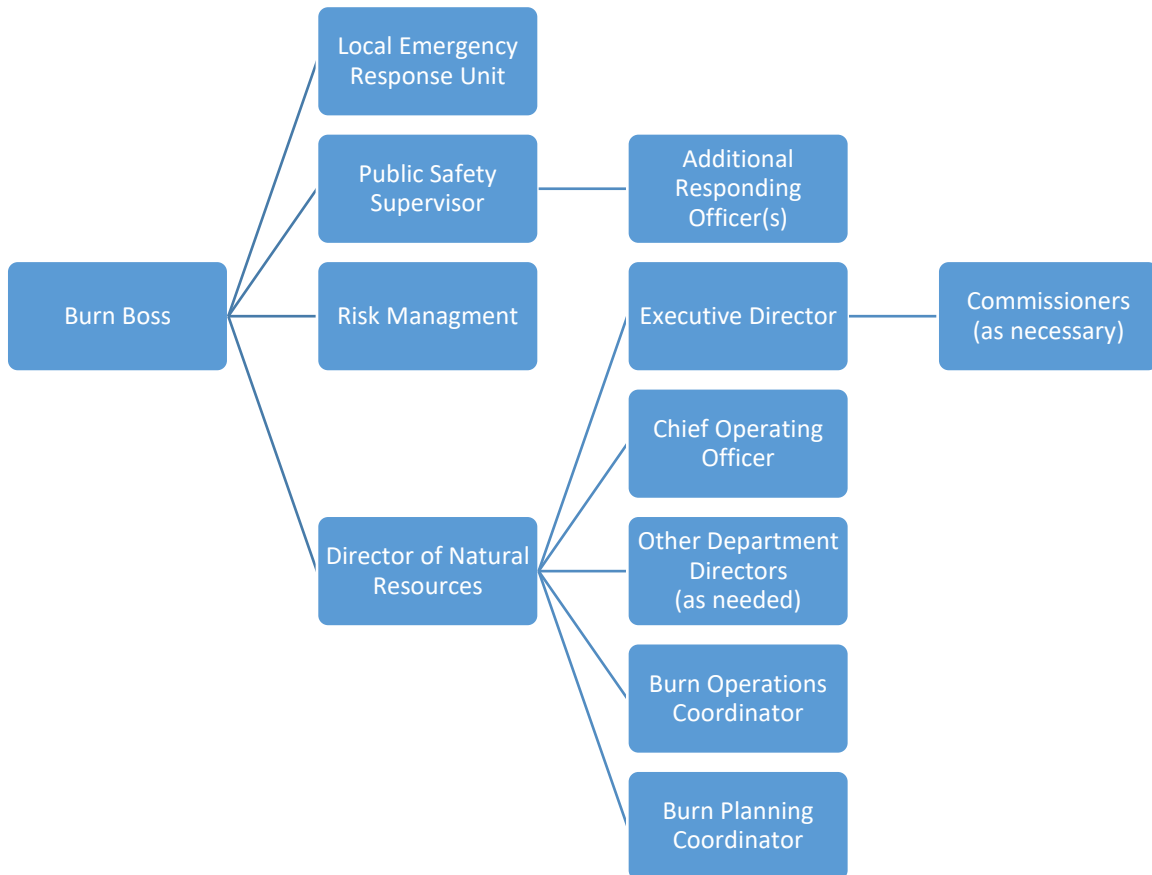 Local Emergency
Response Unit
Public Safety
Supervisor
Additional
Responding
Officer(s)
Burn Boss
Risk Managment
Executive Director
Commissioners
(as necessary)
Chief Operating
Officer
Director of Natural
Resources
Other Department
Directors
(as needed)
Burn Operations
Coordinator
Burn Planning
Coordinator